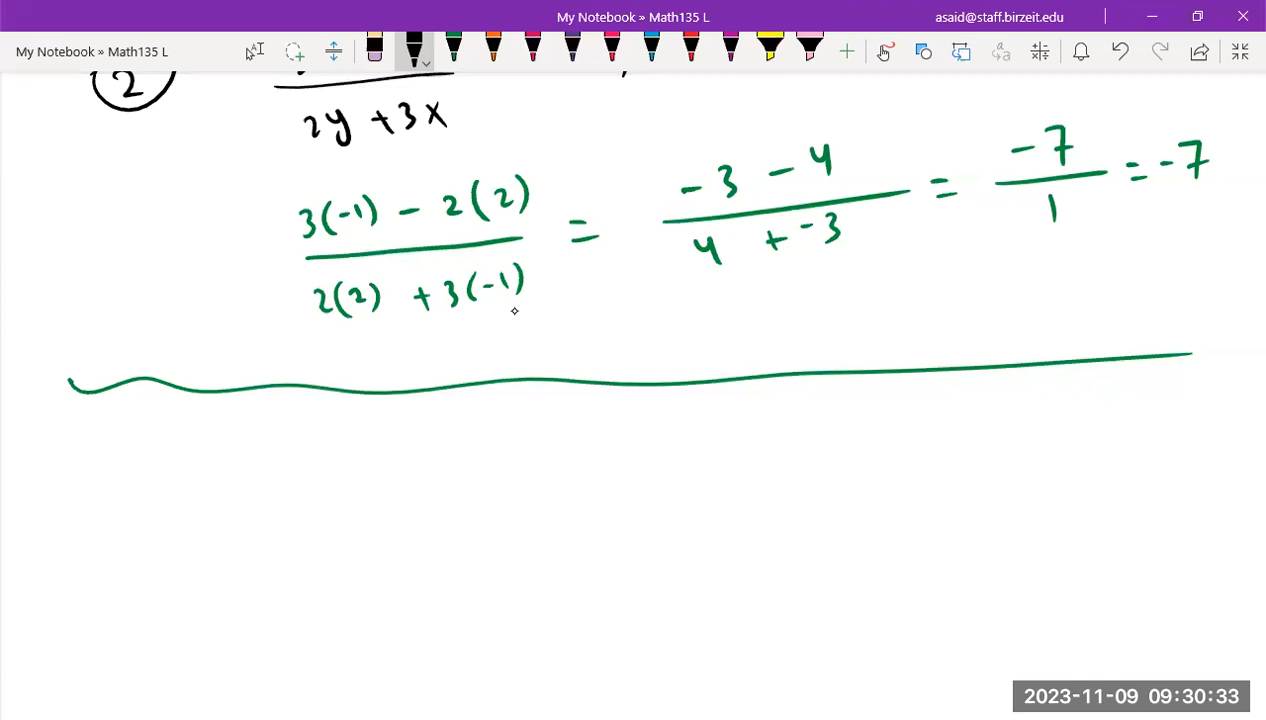 My Notebook » Math135 L
asaid@staff.birzeit.edu
My Notebook » Math135 L
2
2y + 3x
3(-1) - 2(2) / 2(2) + 3(-1) = -3 - 4 / 4 + -3 = -7 / 1 = -7
2023-11-09 09:30:33